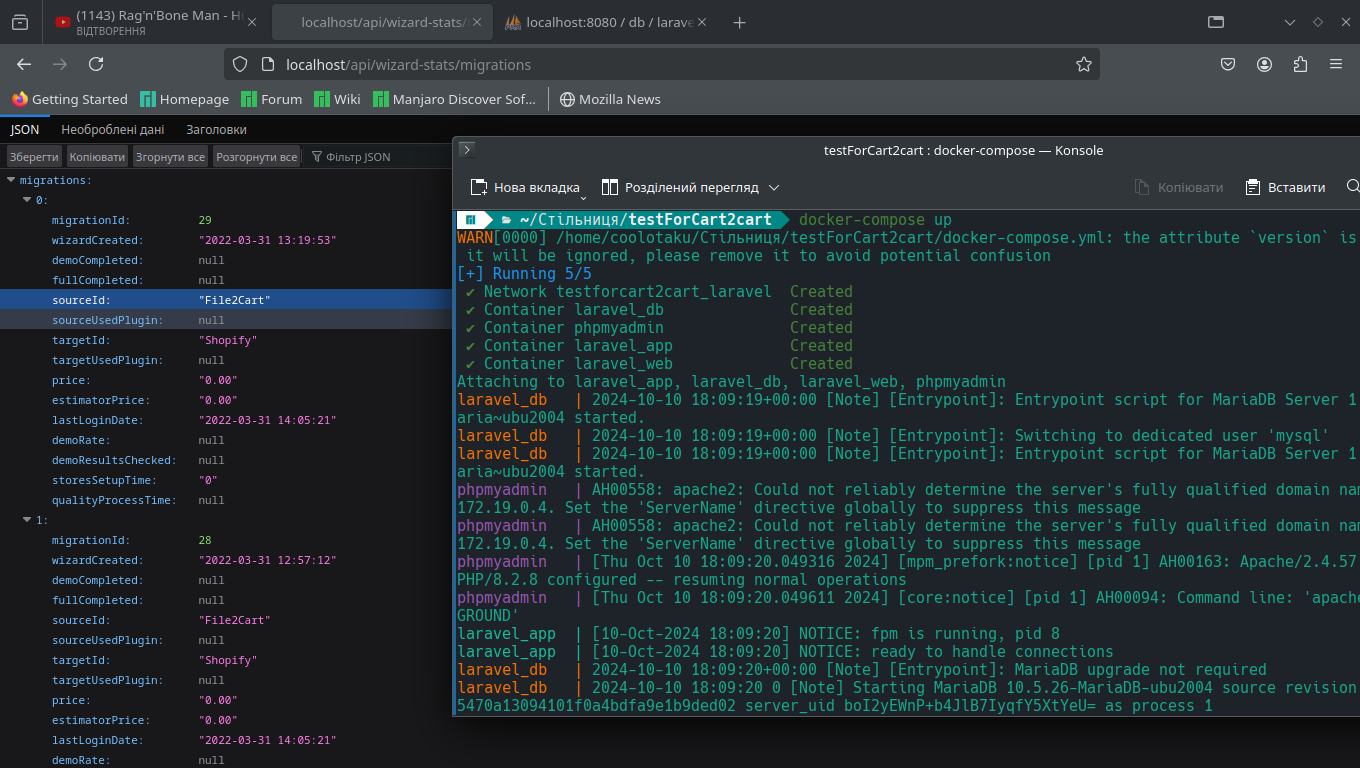 (1143) Rag'n'Bone Man - H
ВІДТВОРЕННЯ
localhost/api/wizard-stats/
localhost:8080 / db / larave
localhost/api/wizard-stats/migrations
Getting Started
Homepage
Forum
Wiki
Manjaro Discover Sof...
Mozilla News
JSON Необроблені дані Заголовки
Зберегти Копіювати Згорнути все Розгорнути все Фільтр JSON
migrations:
0:
migrationId: 29
wizardCreated: "2022-03-31 13:19:53"
demoCompleted: null
fullCompleted: null
sourceId: "File2Cart"
sourceUsedPlugin: null
targetId: "Shopify"
targetUsedPlugin: null
price: "0.00"
estimatorPrice: "0.00"
lastLoginDate: "2022-03-31 14:05:21"
demoRate: null
demoResultsChecked: null
storesSetupTime: "0"
qualityProcessTime: null
1:
migrationId: 28
wizardCreated: "2022-03-31 12:57:12"
demoCompleted: null
fullCompleted: null
sourceId: "File2Cart"
sourceUsedPlugin: null
targetId: "Shopify"
targetUsedPlugin: null
price: "0.00"
estimatorPrice: "0.00"
lastLoginDate: "2022-03-31 14:05:21"
demoRate: null
testForCart2cart : docker-compose — Konsole
Нова вкладка Розділений перегляд Копіювати Вставити
~/Стільниця/testForCart2cart docker-compose up
WARN[0000] /home/coolotaku/Стільниця/testForCart2cart/docker-compose.yml: the attribute `version` is
it will be ignored, please remove it to avoid potential confusion
[+] Running 5/5
✔ Network testforcart2cart_laravel Created
✔ Container laravel_db Created
✔ Container phpmyadmin Created
✔ Container laravel_app Created
✔ Container laravel_web Created
Attaching to laravel_app, laravel_db, laravel_web, phpmyadmin
laravel_db | 2024-10-10 18:09:19+00:00 [Note] [Entrypoint]: Entrypoint script for MariaDB Server 1
aria~ubu2004 started.
laravel_db | 2024-10-10 18:09:19+00:00 [Note] [Entrypoint]: Switching to dedicated user 'mysql'
laravel_db | 2024-10-10 18:09:19+00:00 [Note] [Entrypoint]: Entrypoint script for MariaDB Server 1
aria~ubu2004 started.
phpmyadmin | AH00558: apache2: Could not reliably determine the server's fully qualified domain nam
172.19.0.4. Set the 'ServerName' directive globally to suppress this message
phpmyadmin | AH00558: apache2: Could not reliably determine the server's fully qualified domain nam
172.19.0.4. Set the 'ServerName' directive globally to suppress this message
phpmyadmin | [Thu Oct 10 18:09:20.049316 2024] [mpm_prefork:notice] [pid 1] AH00163: Apache/2.4.57
PHP/8.2.8 configured -- resuming normal operations
phpmyadmin | [Thu Oct 10 18:09:20.049611 2024] [core:notice] [pid 1] AH00094: Command line: 'apache
GROUND'
laravel_app | [10-Oct-2024 18:09:20] NOTICE: fpm is running, pid 8
laravel_app | [10-Oct-2024 18:09:20] NOTICE: ready to handle connections
laravel_db | 2024-10-10 18:09:20+00:00 [Note] [Entrypoint]: MariaDB upgrade not required
laravel_db | 2024-10-10 18:09:20 0 [Note] Starting MariaDB 10.5.26-MariaDB-ubu2004 source revision
5470a13094101f0a4bdfa9e1b9ded02 server_uid boI2yEWnP+b4JlB7IyqfY5XtYeU= as process 1